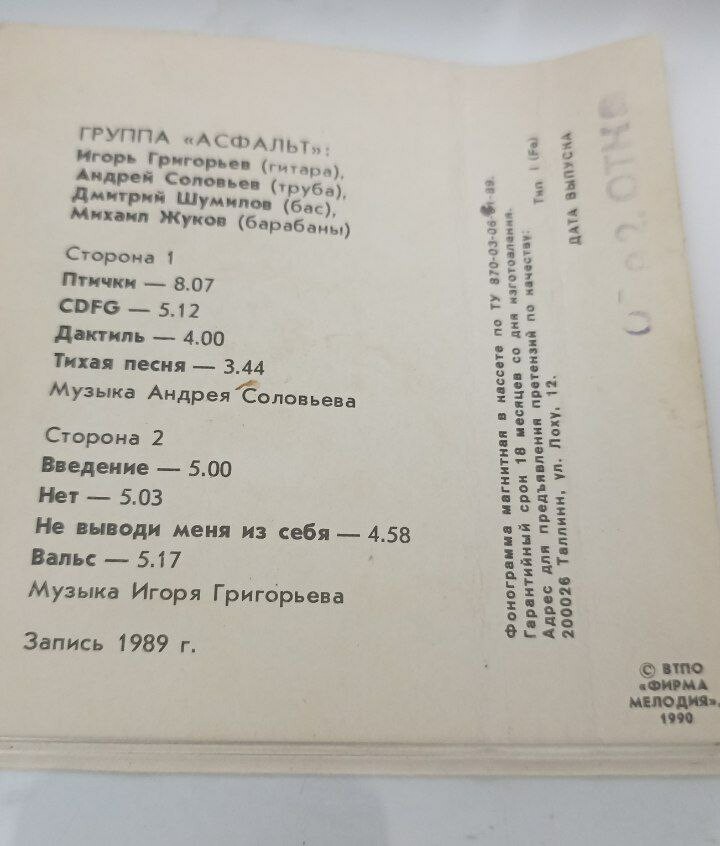 ГРУППА «АСФАЛЬТ»:
Игорь Григорьев (гитара),
Андрей Соловьев (труба),
Дмитрий Шумилов (бас),
Михаил Жуков (барабаны)
Сторона 1
Птички — 8.07
CDFG — 5.12
Дактиль — 4.00
Тихая песня — 3.44
Музыка Андрея Соловьева
Сторона 2
Введение — 5.00
Нет — 5.03
Не выводи меня из себя — 4.58
Вальс — 5.17
Музыка Игоря Григорьева
Запись 1989 г.
Фонограмма магнитная в кассете по ТУ
Гарантийный срок 18 месяцев со дня изготовления.
Адрес для предъявления претензий по качеству:
200026 Таллинн, ул. Лоху, 12.
Тип I (Fe)
ДАТА ВЫПУСКА
© ВТПО
«ФИРМА
МЕЛОДИЯ»,
1990